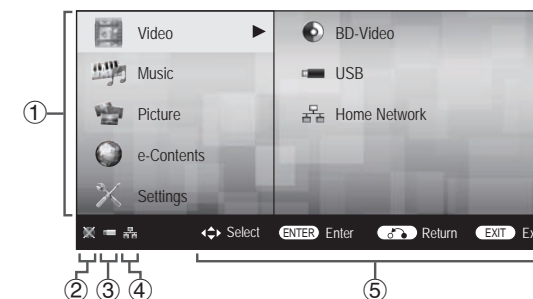 Video ▶ BD-Video
Music USB
Picture Home Network
e-Contents
Settings
Select ENTER Enter Return EXIT Ex
①
② ③ ④ ⑤